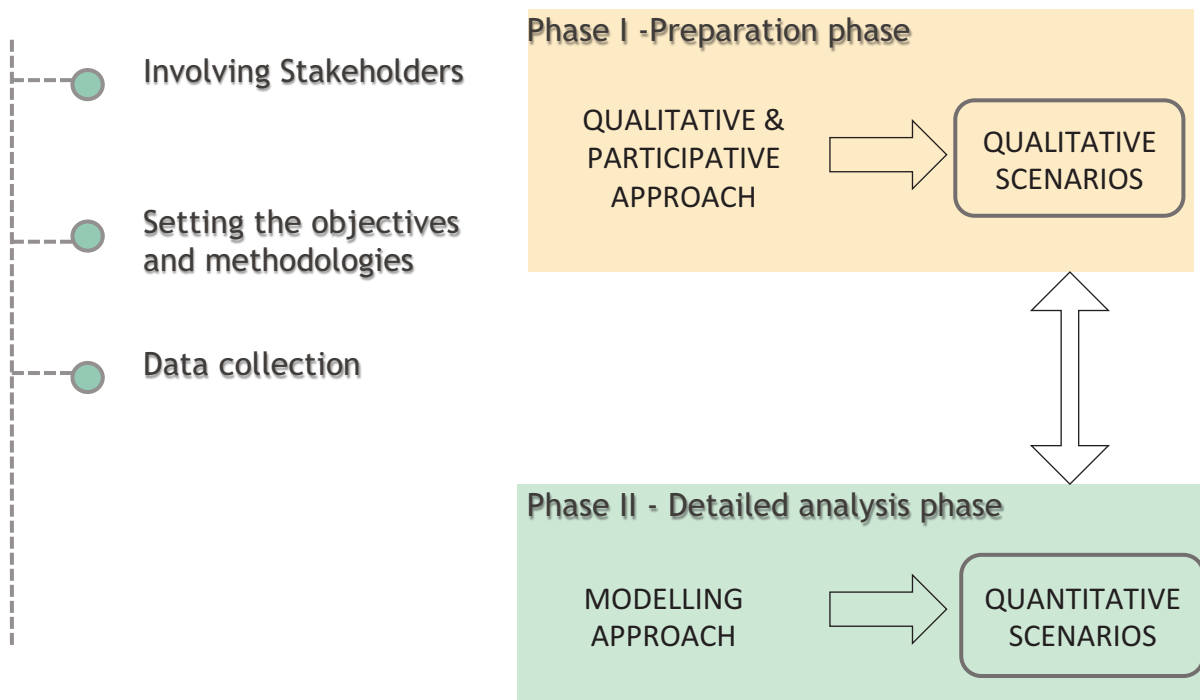 Involving Stakeholders
Setting the objectives
and methodologies
Data collection
Phase I -Preparation phase
QUALITATIVE &
PARTICIPATIVE
APPROACH
QUALITATIVE
SCENARIOS
Phase II - Detailed analysis phase
MODELLING
APPROACH
QUANTITATIVE
SCENARIOS